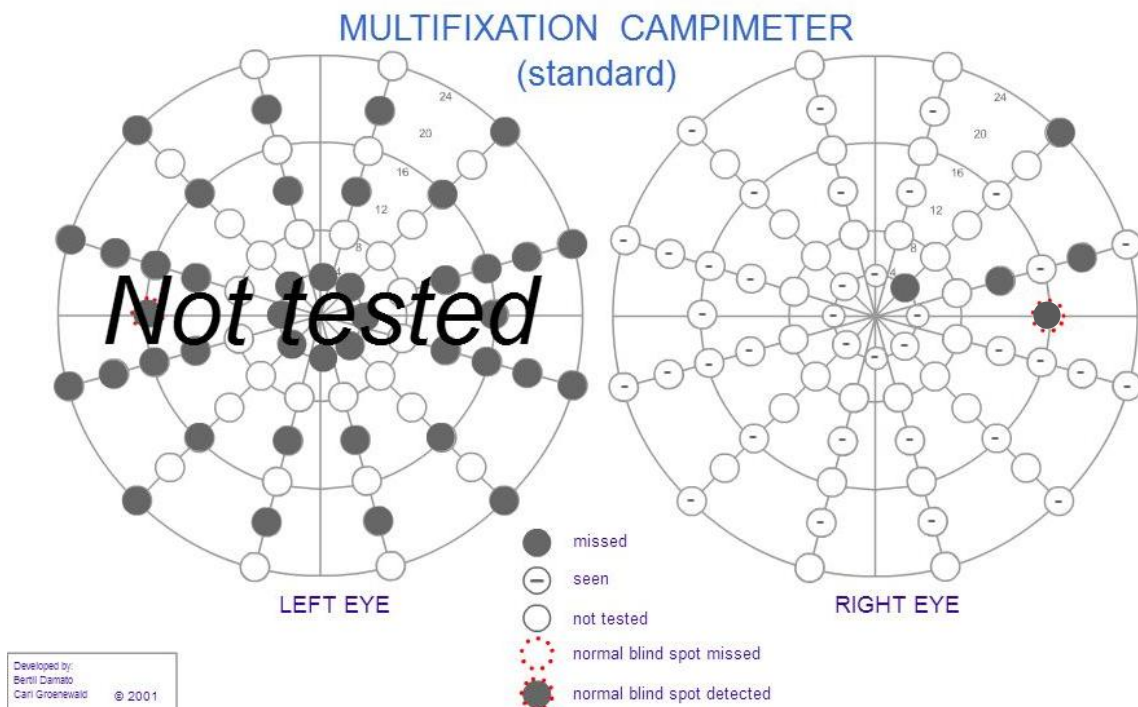 MULTIFIXATION CAMPIMETER
(standard)
24
20
16
12
8
4
Not tested
LEFT EYE
24
20
16
12
8
4
RIGHT EYE
missed
seen
not tested
normal blind spot missed
normal blind spot detected
Developed by:
Bertil Damato
Carl Groenewald © 2001